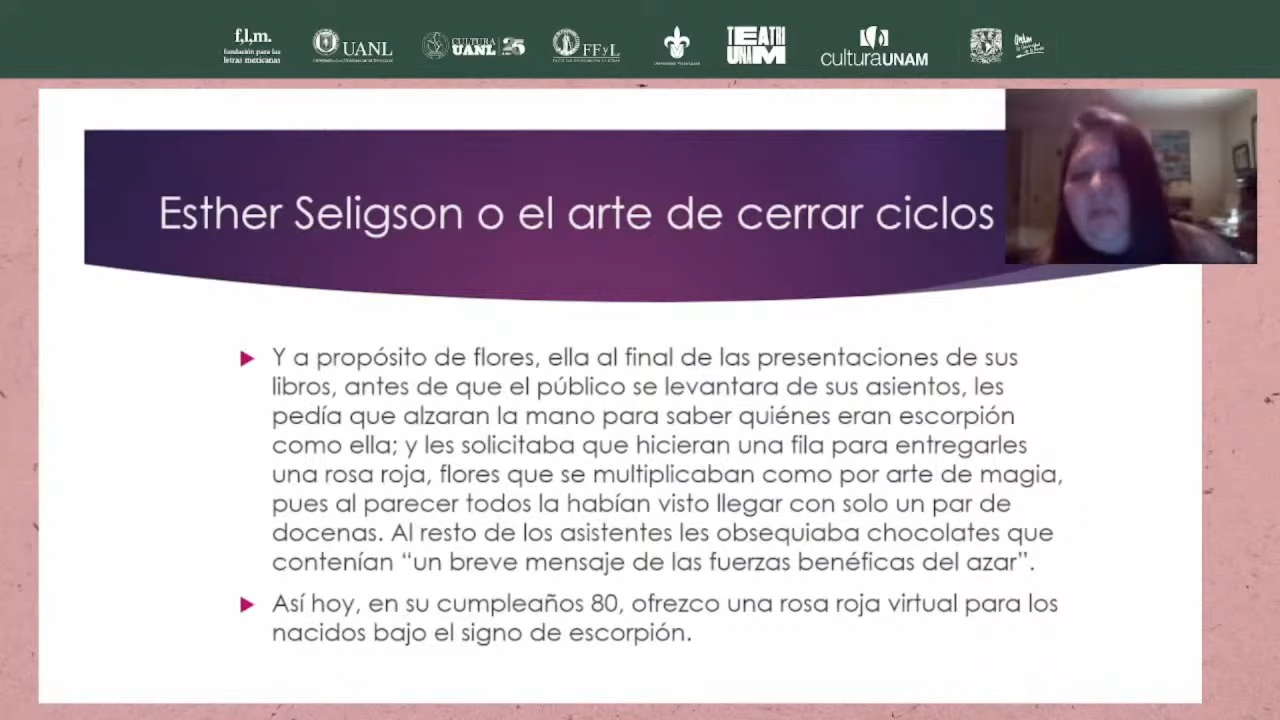 f,l,m.
fundación para las
letras mexicanas
UANL
CULTURA
UANL 25
FFyL
TEATRO
UNAM
culturaUNAM
Esther Seligson o el arte de cerrar ciclos
Y a propósito de flores, ella al final de las presentaciones de sus
libros, antes de que el público se levantara de sus asientos, les
pedía que alzaran la mano para saber quiénes eran escorpión
como ella; y les solicitaba que hicieran una fila para entregarles
una rosa roja, flores que se multiplicaban como por arte de magia,
pues al parecer todos la habían visto llegar con solo un par de
docenas. Al resto de los asistentes les obsequiaba chocolates que
contenían “un breve mensaje de las fuerzas benéficas del azar”.
Así hoy, en su cumpleaños 80, ofrezco una rosa roja virtual para los
nacidos bajo el signo de escorpión.